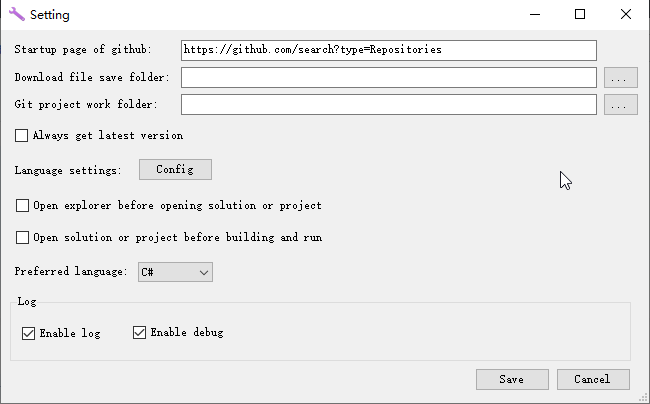 Setting
Startup page of github: https://github.com/search?type=Repositories
Download file save folder: ...
Git project work folder: ...
Always get latest version
Language settings: Config
Open explorer before opening solution or project
Open solution or project before building and run
Preferred language: C#
Log
Enable log Enable debug
Save Cancel